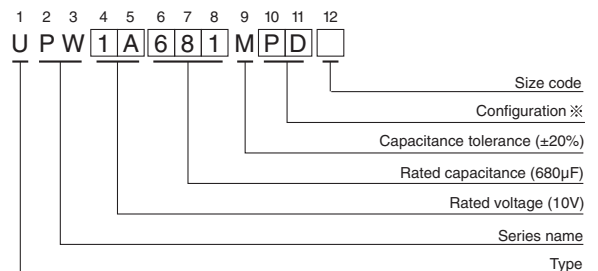 1 2 3 4 5 6 7 8 9 10 11 12
U P W 1 A 6 8 1 M P D
Size code
Configuration ※
Capacitance tolerance (±20%)
Rated capacitance (680µF)
Rated voltage (10V)
Series name
Type